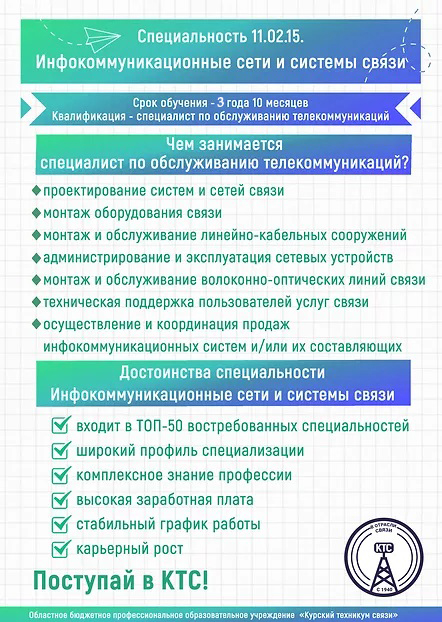 Специальность 11.02.15.
Инфокоммуникационные сети и системы связи
Срок обучения - 3 года 10 месяцев
Квалификация - специалист по обслуживанию телекоммуникаций
Чем занимается
специалист по обслуживанию телекоммуникаций?
проектирование систем и сетей связи
монтаж оборудования связи
монтаж и обслуживание линейно-кабельных сооружений
администрирование и эксплуатация сетевых устройств
монтаж и обслуживание волоконно-оптических линий связи
техническая поддержка пользователей услуг связи
осуществление и координация продаж
инфокоммуникационных систем и/или их составляющих
Достоинства специальности
Инфокоммуникационные сети и системы связи
входит в ТОП-50 востребованных специальностей
широкий профиль специализации
комплексное знание профессии
высокая заработная плата
стабильный график работы
карьерный рост
В ОТРАСЛИ
СВЯЗИ
КТС
С 1940
Поступай в КТС!
Областное бюджетное профессиональное образовательное учреждение «Курский техникум связи»